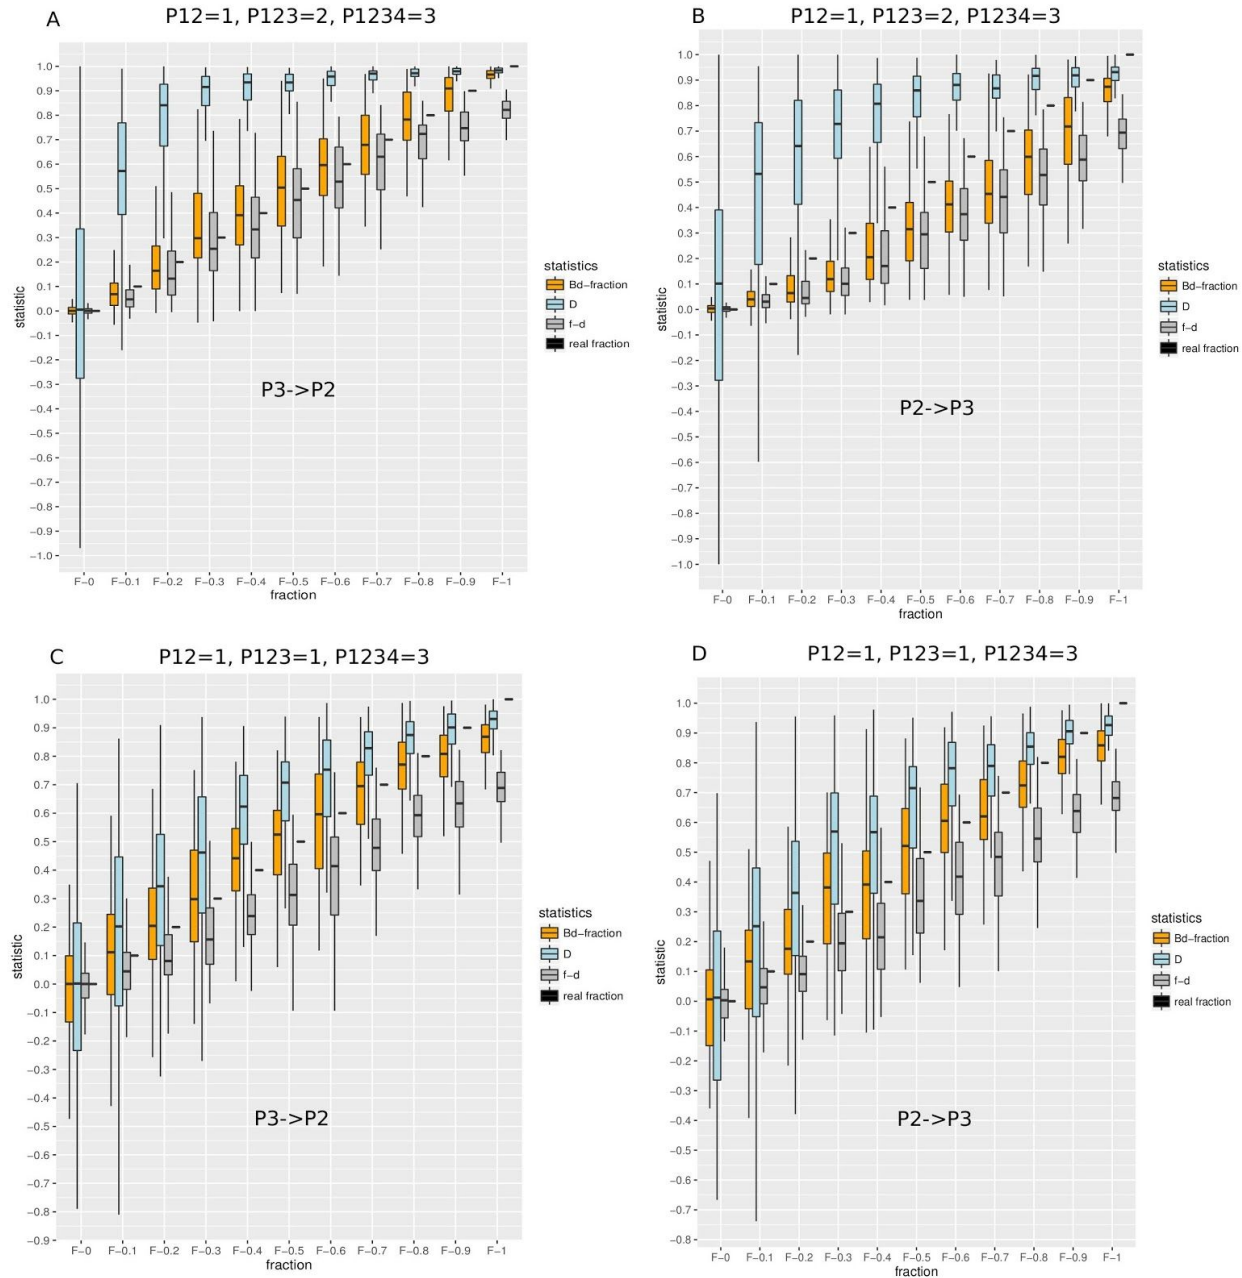 A
P12=1, P123=2, P1234=3
1.0
0.9
0.8
0.7
0.6
0.5
0.4
0.3
0.2
0.1
0.0
−0.1
−0.2
−0.3
−0.4
−0.5
−0.6
−0.7
−0.8
−0.9
−1.0
statistic
P3->P2
F−0 F−0.1 F−0.2 F−0.3 F−0.4 F−0.5 F−0.6 F−0.7 F−0.8 F−0.9 F−1
fraction
statistics
Bd−fraction
D
f−d
real fraction
B
P12=1, P123=2, P1234=3
1.0
0.9
0.8
0.7
0.6
0.5
0.4
0.3
0.2
0.1
0.0
−0.1
−0.2
−0.3
−0.4
−0.5
−0.6
−0.7
−0.8
−0.9
−1.0
statistic
P2->P3
F−0 F−0.1 F−0.2 F−0.3 F−0.4 F−0.5 F−0.6 F−0.7 F−0.8 F−0.9 F−1
fraction
statistics
Bd−fraction
D
f−d
real fraction
C
P12=1, P123=1, P1234=3
1.0
0.9
0.8
0.7
0.6
0.5
0.4
0.3
0.2
0.1
0.0
−0.1
−0.2
−0.3
−0.4
−0.5
−0.6
−0.7
−0.8
−0.9
statistic
P3->P2
F−0 F−0.1 F−0.2 F−0.3 F−0.4 F−0.5 F−0.6 F−0.7 F−0.8 F−0.9 F−1
fraction
statistics
Bd−fraction
D
f−d
real fraction
D
P12=1, P123=1, P1234=3
1.0
0.9
0.8
0.7
0.6
0.5
0.4
0.3
0.2
0.1
0.0
−0.1
−0.2
−0.3
−0.4
−0.5
−0.6
−0.7
−0.8
statistic
P2->P3
F−0 F−0.1 F−0.2 F−0.3 F−0.4 F−0.5 F−0.6 F−0.7 F−0.8 F−0.9 F−1
fraction
statistics
Bd−fraction
D
f−d
real fraction